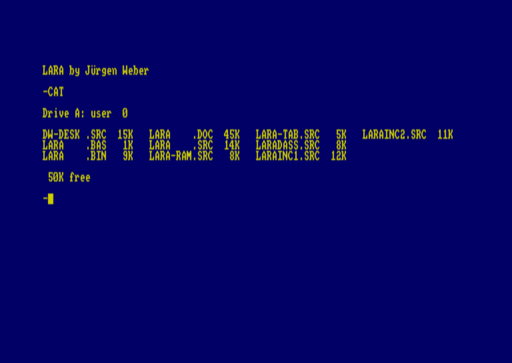 LARA by Jürgen Weber
-CAT
Drive A: user  0
DW-DESK .SRC  15K   LARA    .DOC  45K   LARA-TAB.SRC   5K   LARAINC2.SRC  11K
LARA    .BAS   1K   LARA    .SRC  14K   LARADASS.SRC   8K
LARA    .BIN   9K   LARA-RAM.SRC   8K   LARAINC1.SRC  12K
50K free
-